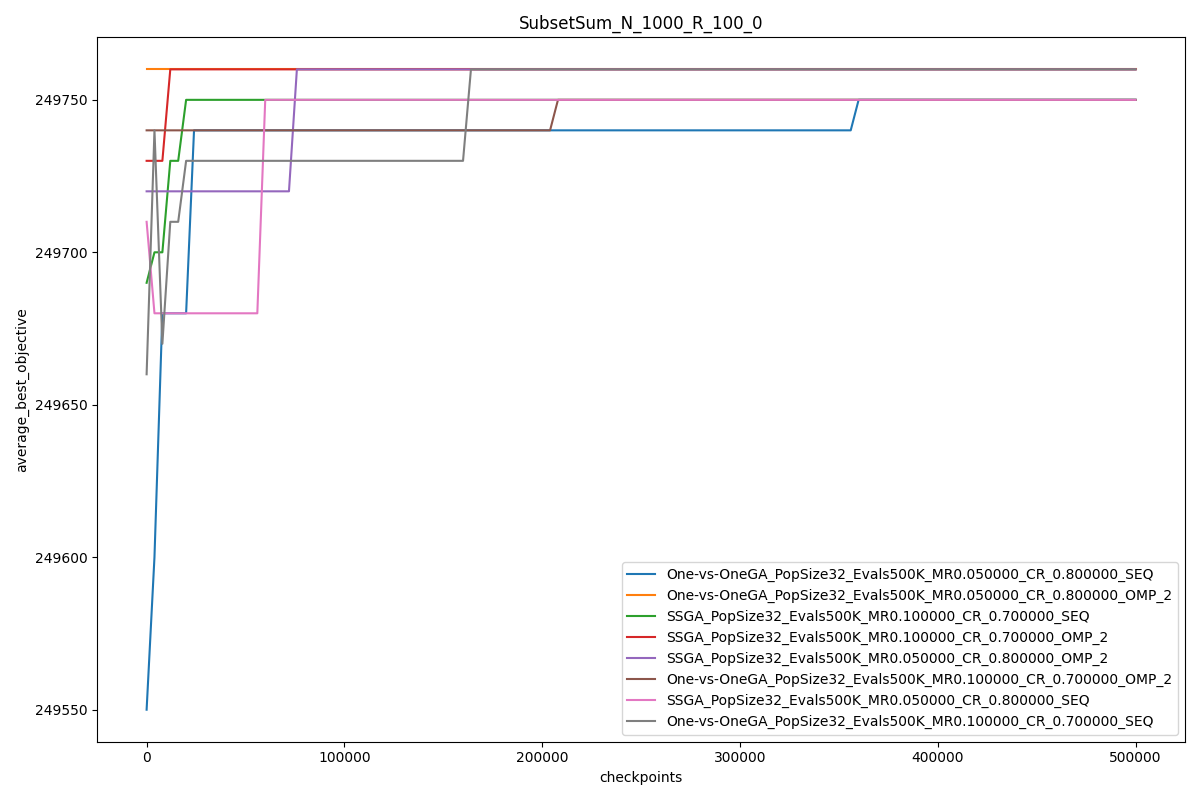 SubsetSum_N_1000_R_100_0
average_best_objective
249750
249700
249650
249600
249550
0
100000
200000
300000
400000
500000
checkpoints
One-vs-OneGA_PopSize32_Evals500K_MR0.050000_CR_0.800000_SEQ
One-vs-OneGA_PopSize32_Evals500K_MR0.050000_CR_0.800000_OMP_2
SSGA_PopSize32_Evals500K_MR0.100000_CR_0.700000_SEQ
SSGA_PopSize32_Evals500K_MR0.100000_CR_0.700000_OMP_2
SSGA_PopSize32_Evals500K_MR0.050000_CR_0.800000_OMP_2
One-vs-OneGA_PopSize32_Evals500K_MR0.100000_CR_0.700000_OMP_2
SSGA_PopSize32_Evals500K_MR0.050000_CR_0.800000_SEQ
One-vs-OneGA_PopSize32_Evals500K_MR0.100000_CR_0.700000_SEQ